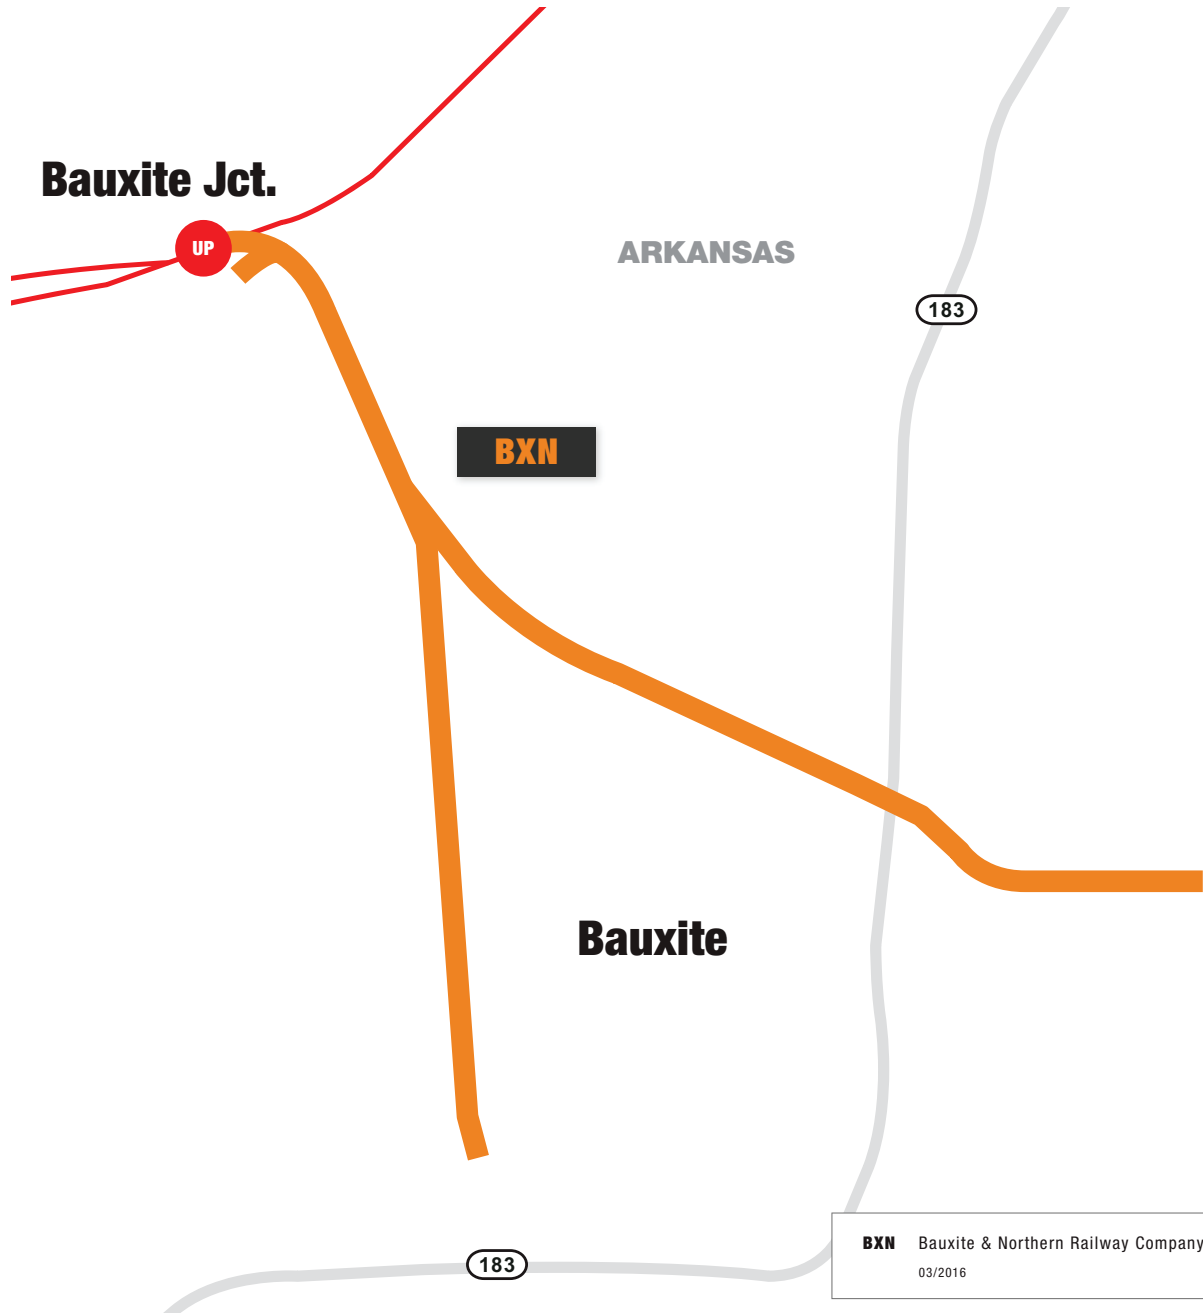 Bauxite Jct.
UP
ARKANSAS
183
BXN
Bauxite
BXN Bauxite & Northern Railway Company
03/2016
183